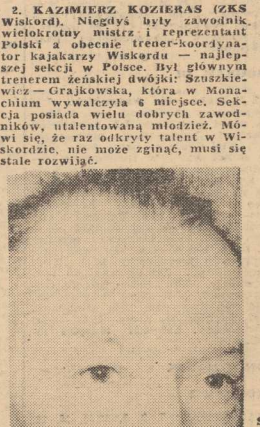 2. KAZIMIERZ KOZIERAS (ZKS
Wiskord). Niegdyś były zawodnik,
wielokrotny mistrz i reprezentant
Polski a obecnie trener-koordyna-
tor kajakarzy Wiskordu — najlep-
szej sekcji w Polsce. Był głównym
trenerem żeńskiej dwójki: Szuszkie-
wicz — Grajkowska, która w Mona-
chium wywalczyła 6 miejsce. Sek-
cja posiada wielu dobrych zawod-
ników, utalentowaną młodzież. Mó-
wi się, że raz odkryty talent w Wi-
skordzie, nie może zginąć, musi się
stale rozwijać.